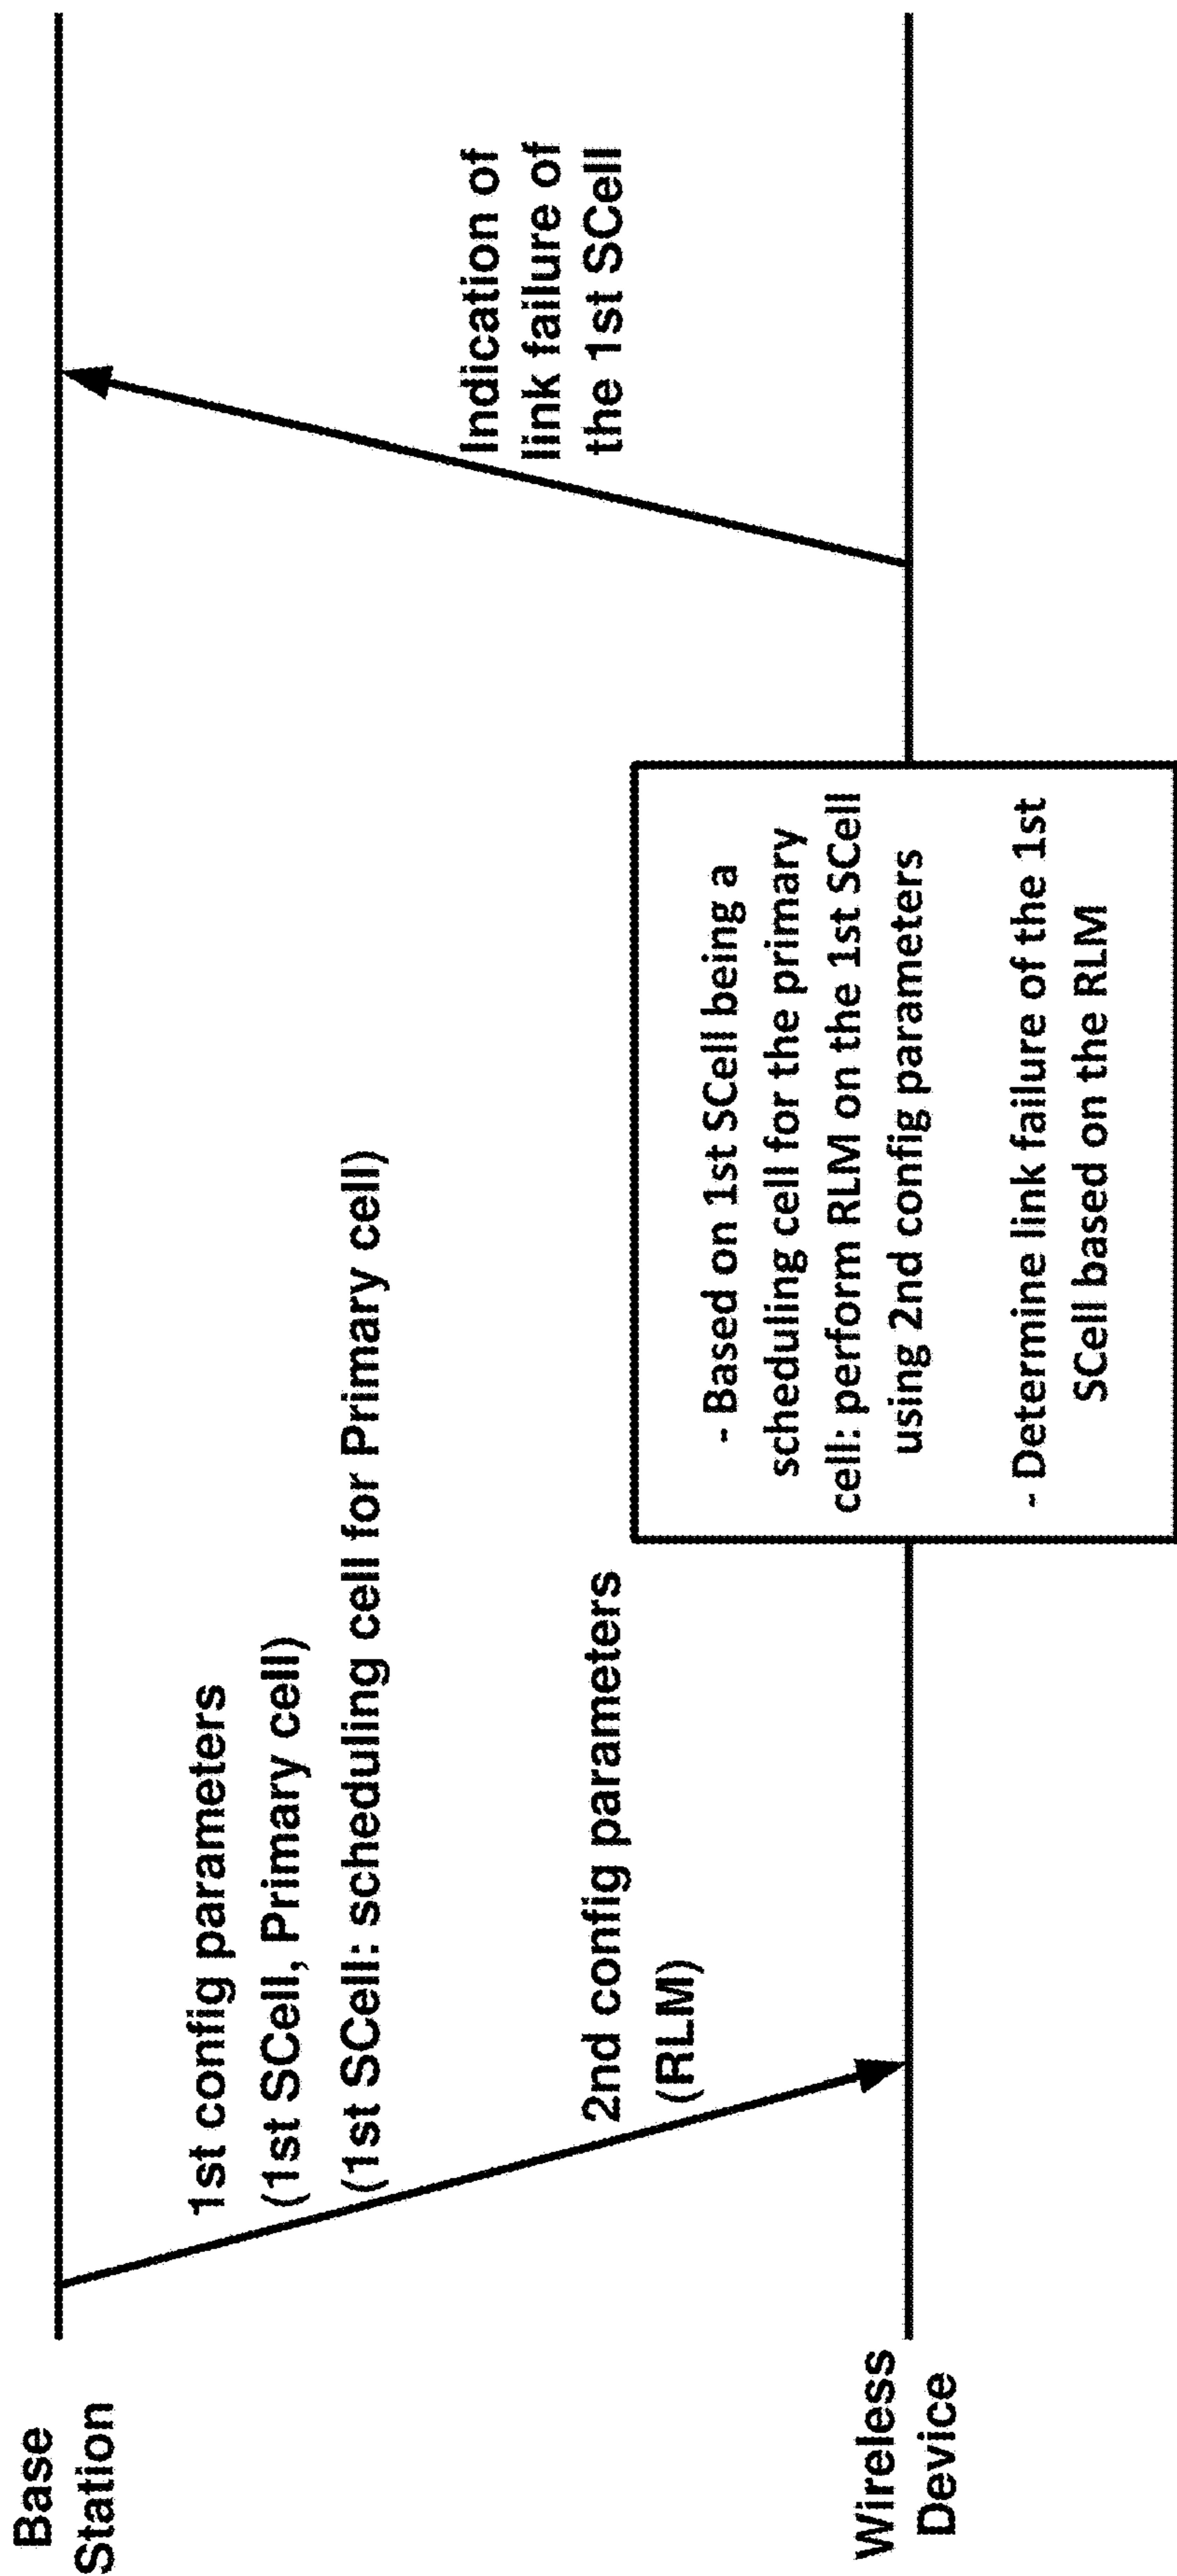 Base
Station
1st config parameters
(1st SCell, Primary cell)
(1st SCell: scheduling cell for Primary cell)
2nd config parameters
(RLM)
Wireless
Device
- Based on 1st SCell being a
scheduling cell for the primary
cell: perform RLM on the 1st SCell
using 2nd config parameters
- Determine link failure of the 1st
SCell based on the RLM
Indication of
link failure of
the 1st SCell